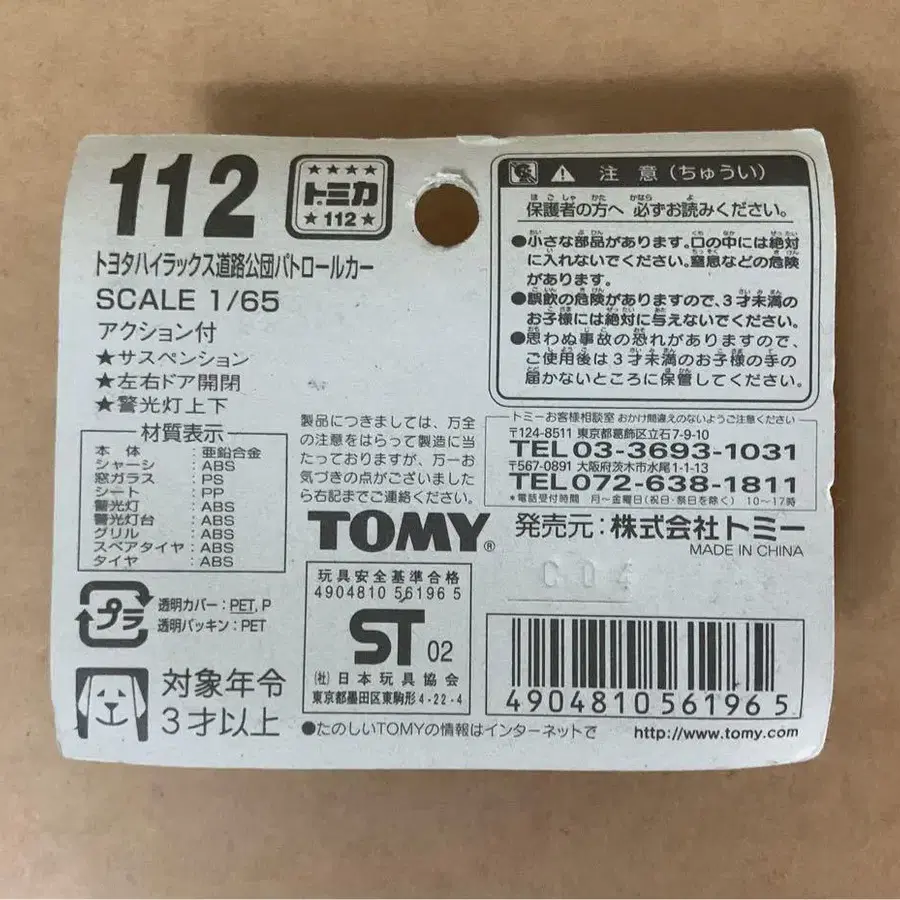 112
トミカ
112
トヨタハイラックス道路公団パトロールカー
SCALE 1/65
アクション付
★サスペンション
★左右ドア開閉
★警光灯上下
材質表示
本体:亜鉛合金
シャーシ:ABS
窓ガラス:PS
シート:PP
警光灯:ABS
警光灯台:ABS
グリル:ABS
スペアタイヤ:ABS
タイヤ:ABS
プラ
透明カバー:PET, P
透明パッキン:PET
対象年令
3才以上
注意(ちゅうい)
保護者の方へ 必ずお読みください。
●小さな部品があります。口の中には絶対
に入れないでください。窒息などの危険
があります。
●誤飲の危険がありますので、3才未満の
お子様には絶対に与えないでください。
●思わぬ事故の恐れがありますので、
ご使用後は3才未満のお子様の手の
届かないところに保管してください。
製品につきましては、万全
の注意をはらって製造に当
たっておりますが、万一お
気づきの点がございました
ら右記までご連絡ください。
トミーお客様相談室 おかけ間違えのないようご注意ください
〒124-8511 東京都葛飾区立石7-9-10
TEL 03-3693-1031
〒567-0891 大阪府茨木市水尾1-1-13
TEL 072-638-1811
*電話受付時間 月〜金曜日(祝日・祭日を除く) 10〜17時
TOMY®
発売元:株式会社トミー
MADE IN CHINA
C04
玩具安全基準合格
4904810 56196 5
ST 02
(社)日本玩具協会
東京都墨田区東駒形4-22-4
4904810 561965
●たのしいTOMYの情報はインターネットで http://www.tomy.com